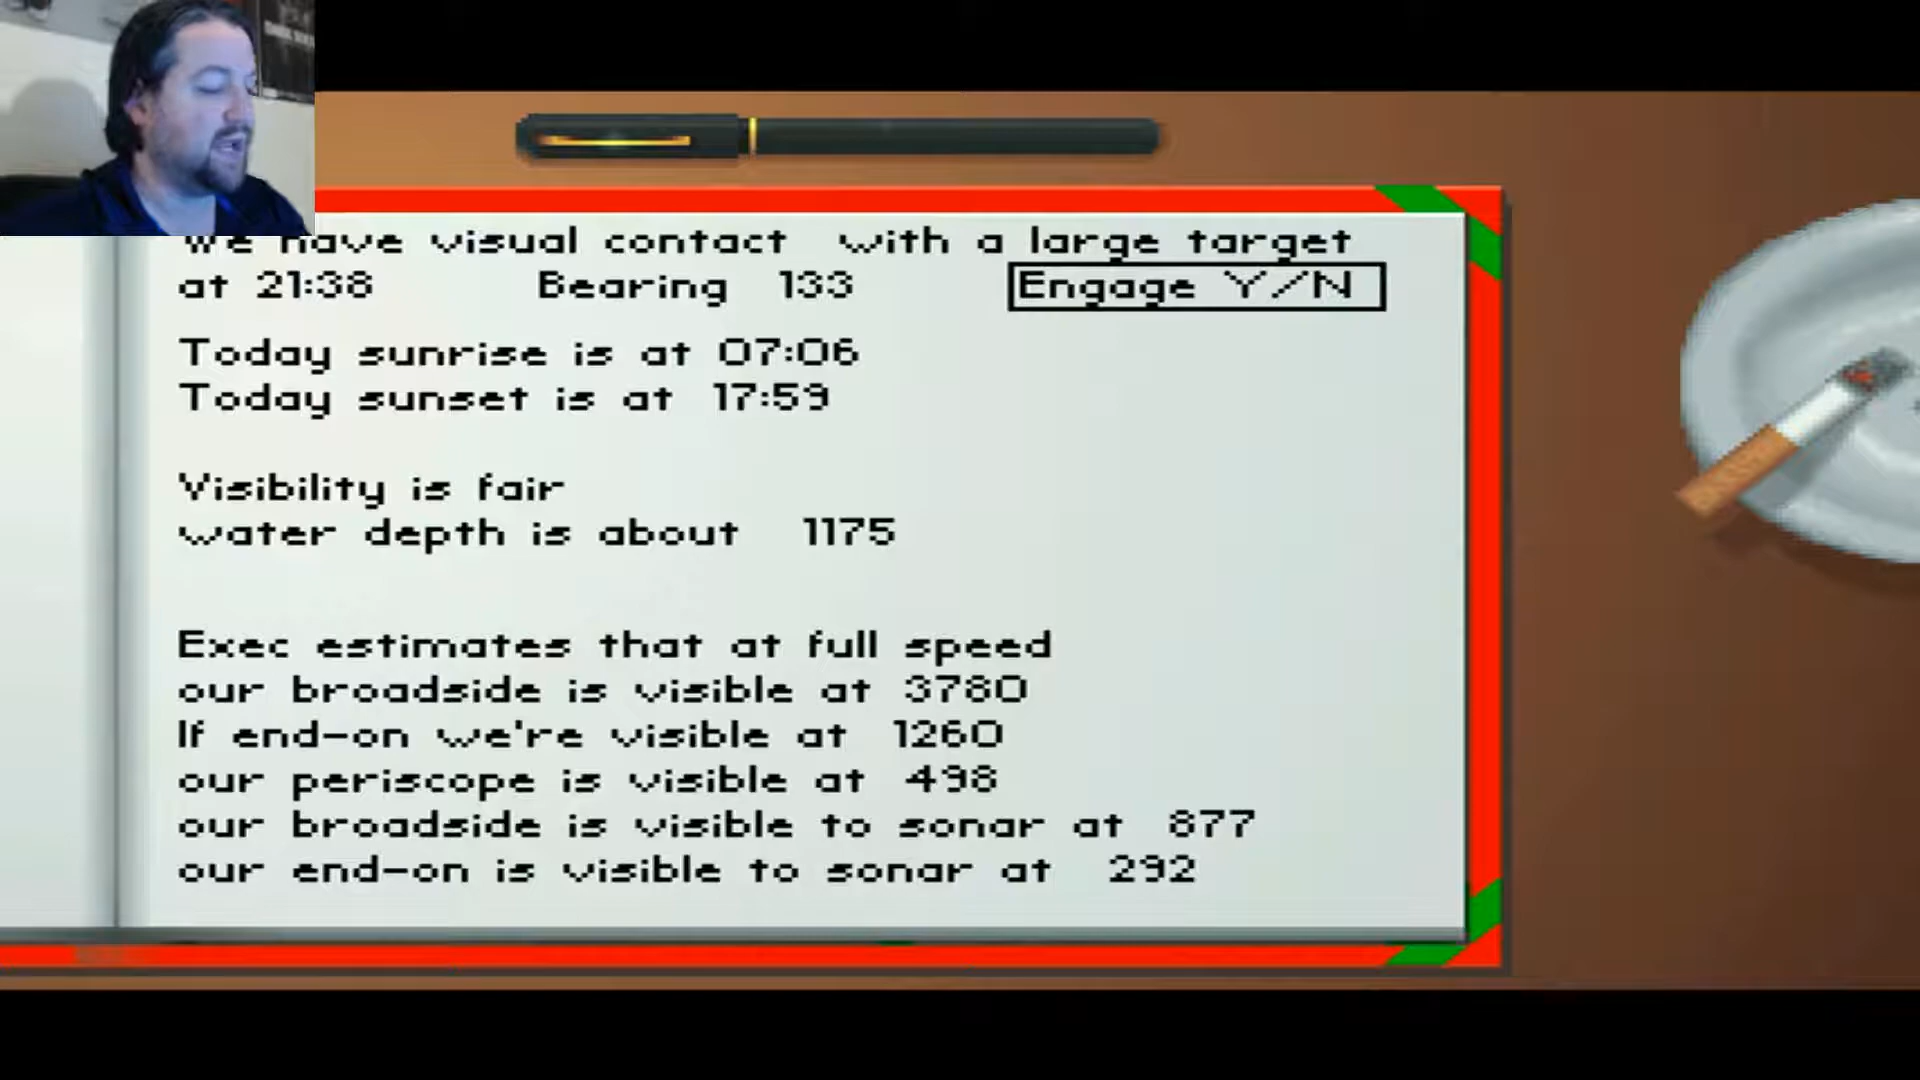 We have visual contact with a large target
at 21:38 Bearing 133 Engage Y/N
Today sunrise is at 07:06
Today sunset is at 17:59
Visibility is fair
water depth is about 1175
Exec estimates that at full speed
our broadside is visible at 3780
If end-on we're visible at 1260
our periscope is visible at 498
our broadside is visible to sonar at 877
our end-on is visible to sonar at 292